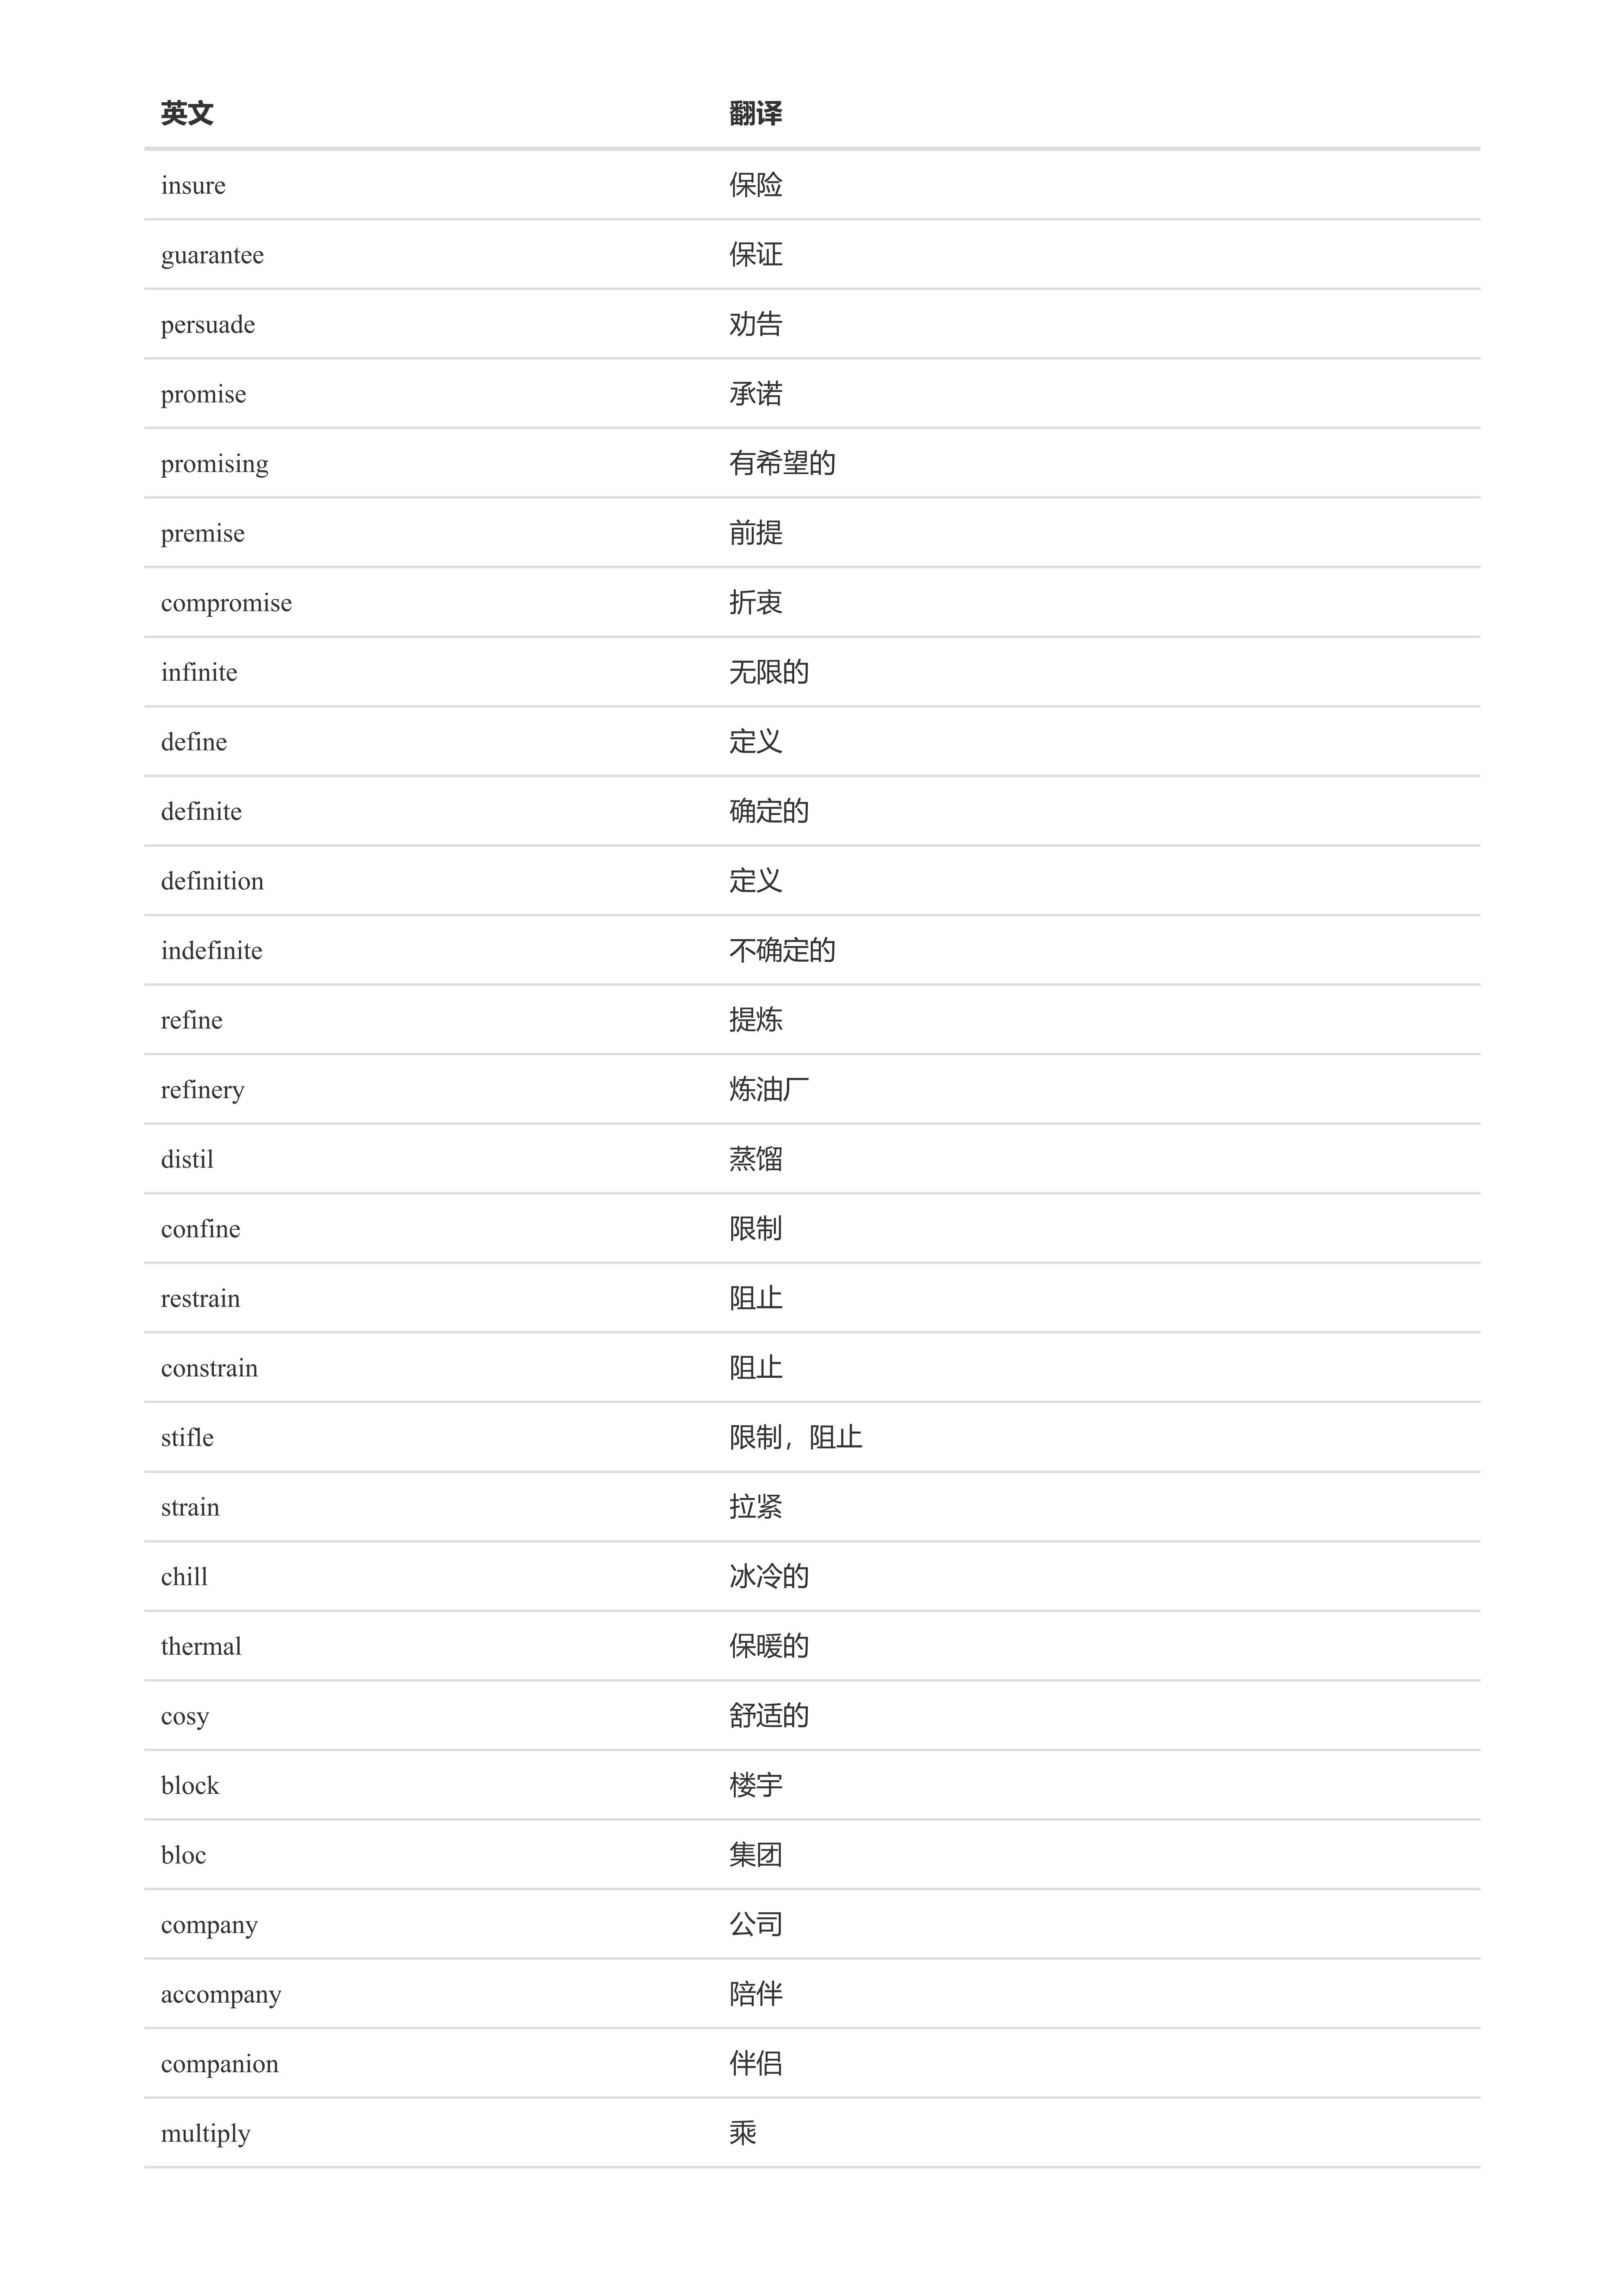 英文 翻译
insure 保险
guarantee 保证
persuade 劝告
promise 承诺
promising 有希望的
premise 前提
compromise 折衷
infinite 无限的
define 定义
definite 确定的
definition 定义
indefinite 不确定的
refine 提炼
refinery 炼油厂
distil 蒸馏
confine 限制
restrain 阻止
constrain 阻止
stifle 限制，阻止
strain 拉紧
chill 冰冷的
thermal 保暖的
cosy 舒适的
block 楼宇
bloc 集团
company 公司
accompany 陪伴
companion 伴侣
multiply 乘